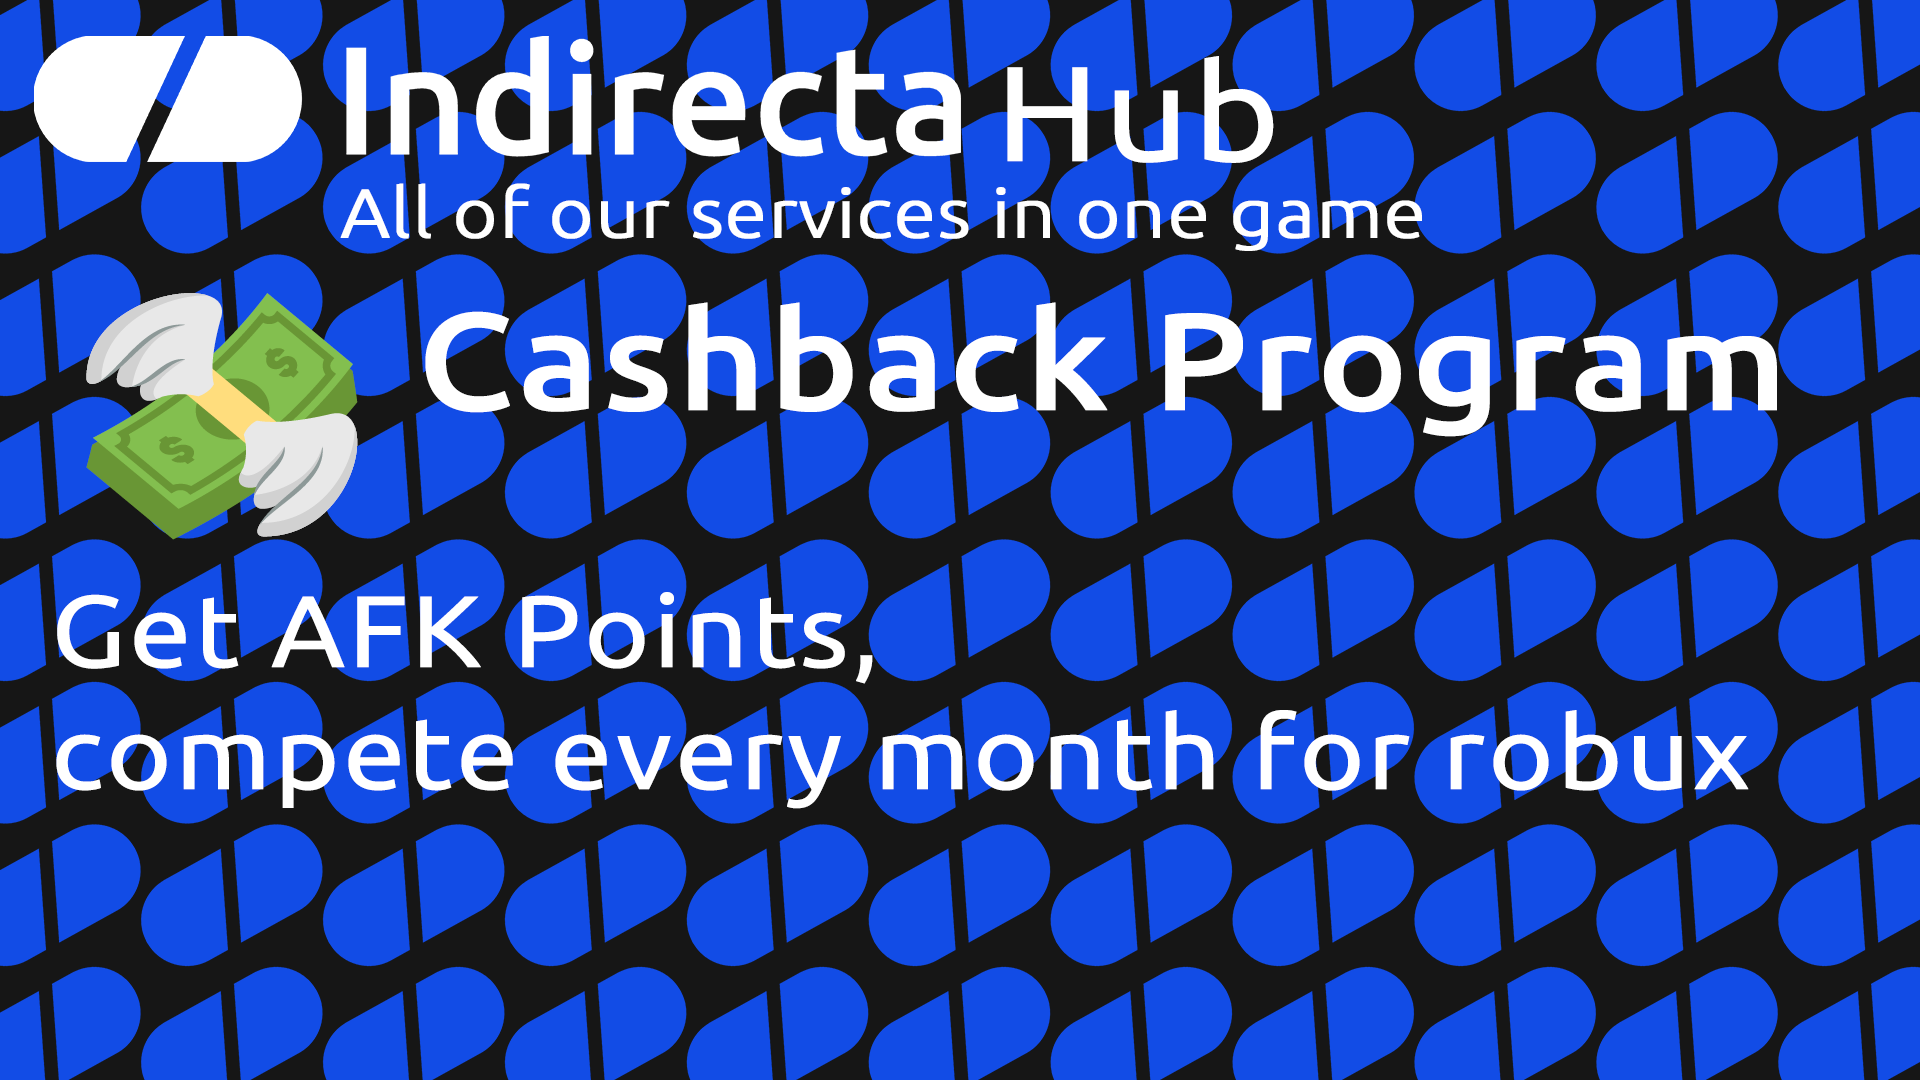 Indirecta Hub
All of our services in one game
Cashback Program
Get AFK Points,
compete every month for robux